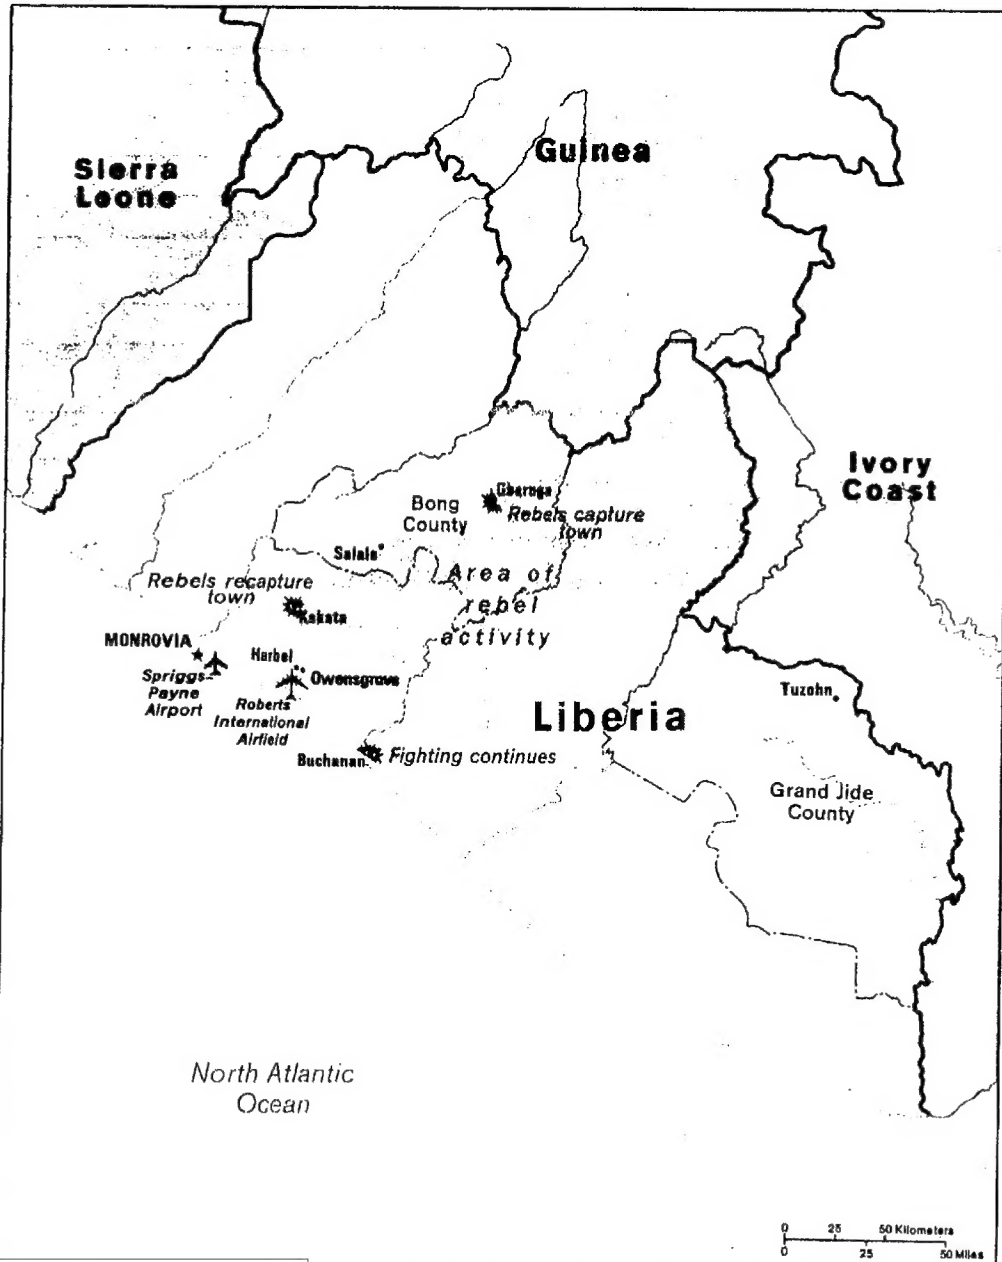 Sierra
Leone
Guinea
Ivory
Coast
Gbarnga
Rebels capture
town
Bong
County
Salala
Area of
rebel
activity
Rebels recapture
town
Kakata
MONROVIA
Spriggs-
Payne
Airport
Harbel
Owensgrove
Roberts
International
Airfield
Liberia
Tuzohn
Buchanan
Fighting continues
Grand Jide
County
North Atlantic
Ocean
0 25 50 Kilometers
0 25 50 Miles